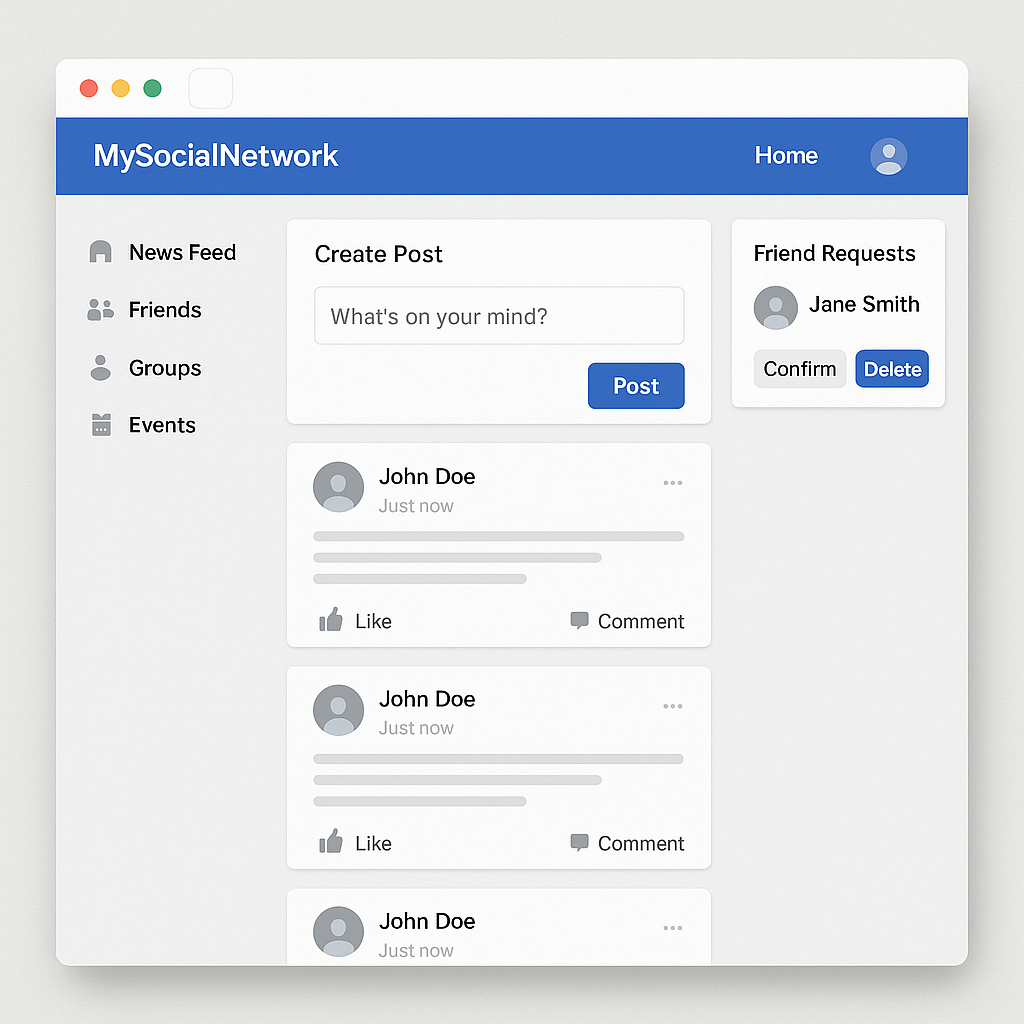 MySocialNetwork
Home
News Feed
Friends
Groups
Events
Create Post
What's on your mind?
Post
John Doe
Just now
Like
Comment
John Doe
Just now
Like
Comment
John Doe
Just now
Friend Requests
Jane Smith
Confirm
Delete